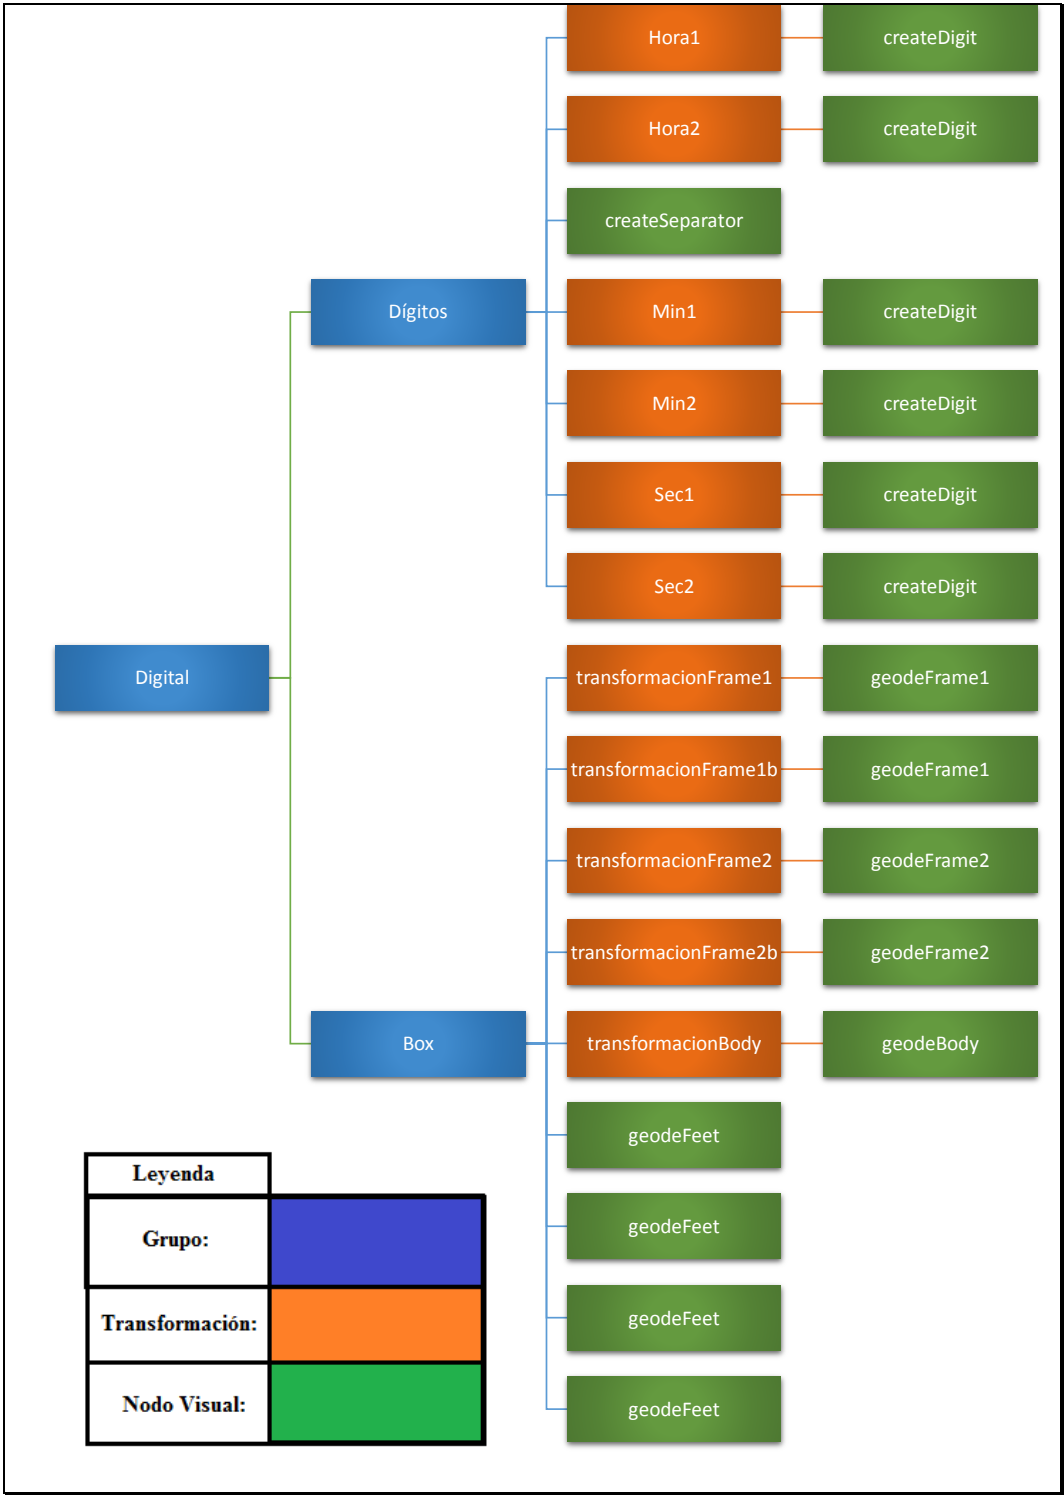 Hora1 createDigit
Hora2 createDigit
createSeparator
Dígitos Min1 createDigit
Min2 createDigit
Sec1 createDigit
Sec2 createDigit
Digital transformacionFrame1 geodeFrame1
transformacionFrame1b geodeFrame1
transformacionFrame2 geodeFrame2
transformacionFrame2b geodeFrame2
Box transformacionBody geodeBody
geodeFeet
geodeFeet
geodeFeet
geodeFeet
Leyenda
Grupo:
Transformación:
Nodo Visual: